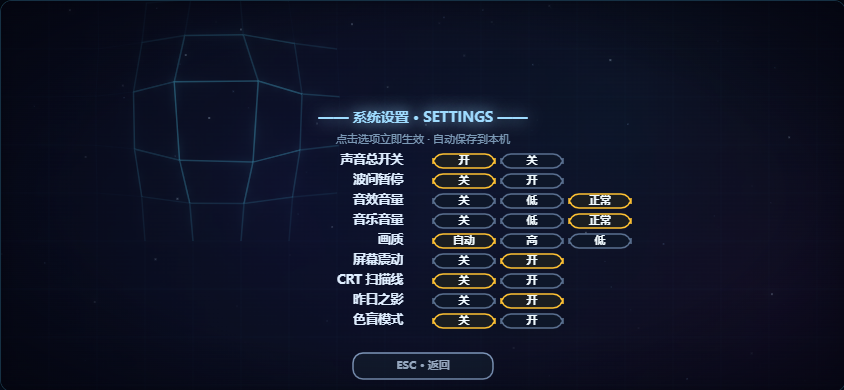 系统设置 • SETTINGS
点击选项立即生效 - 自动保存到本机
声音总开关 开 关
波间暂停 关 开
音效音量 关 低 正常
音乐音量 关 低 正常
画质 自动 高 低
屏幕震动 关 开
CRT 扫描线 关 开
昨日之影 关 开
色盲模式 关 开
ESC • 返回